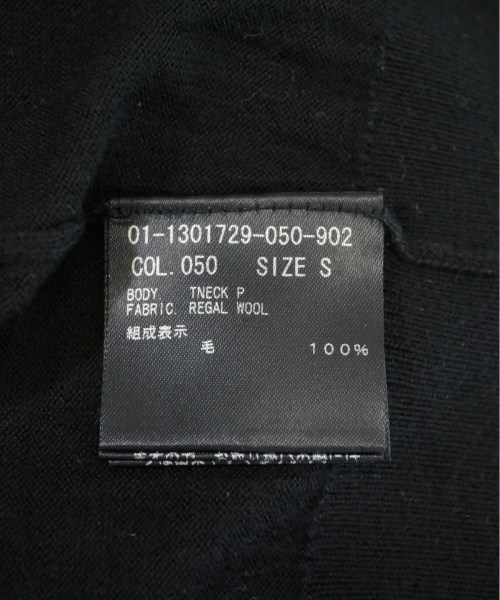 01-1301729-050-902
COL.050 SIZE S
BODY. TNECK P
FABRIC. REGAL WOOL
組成表示
毛 100%